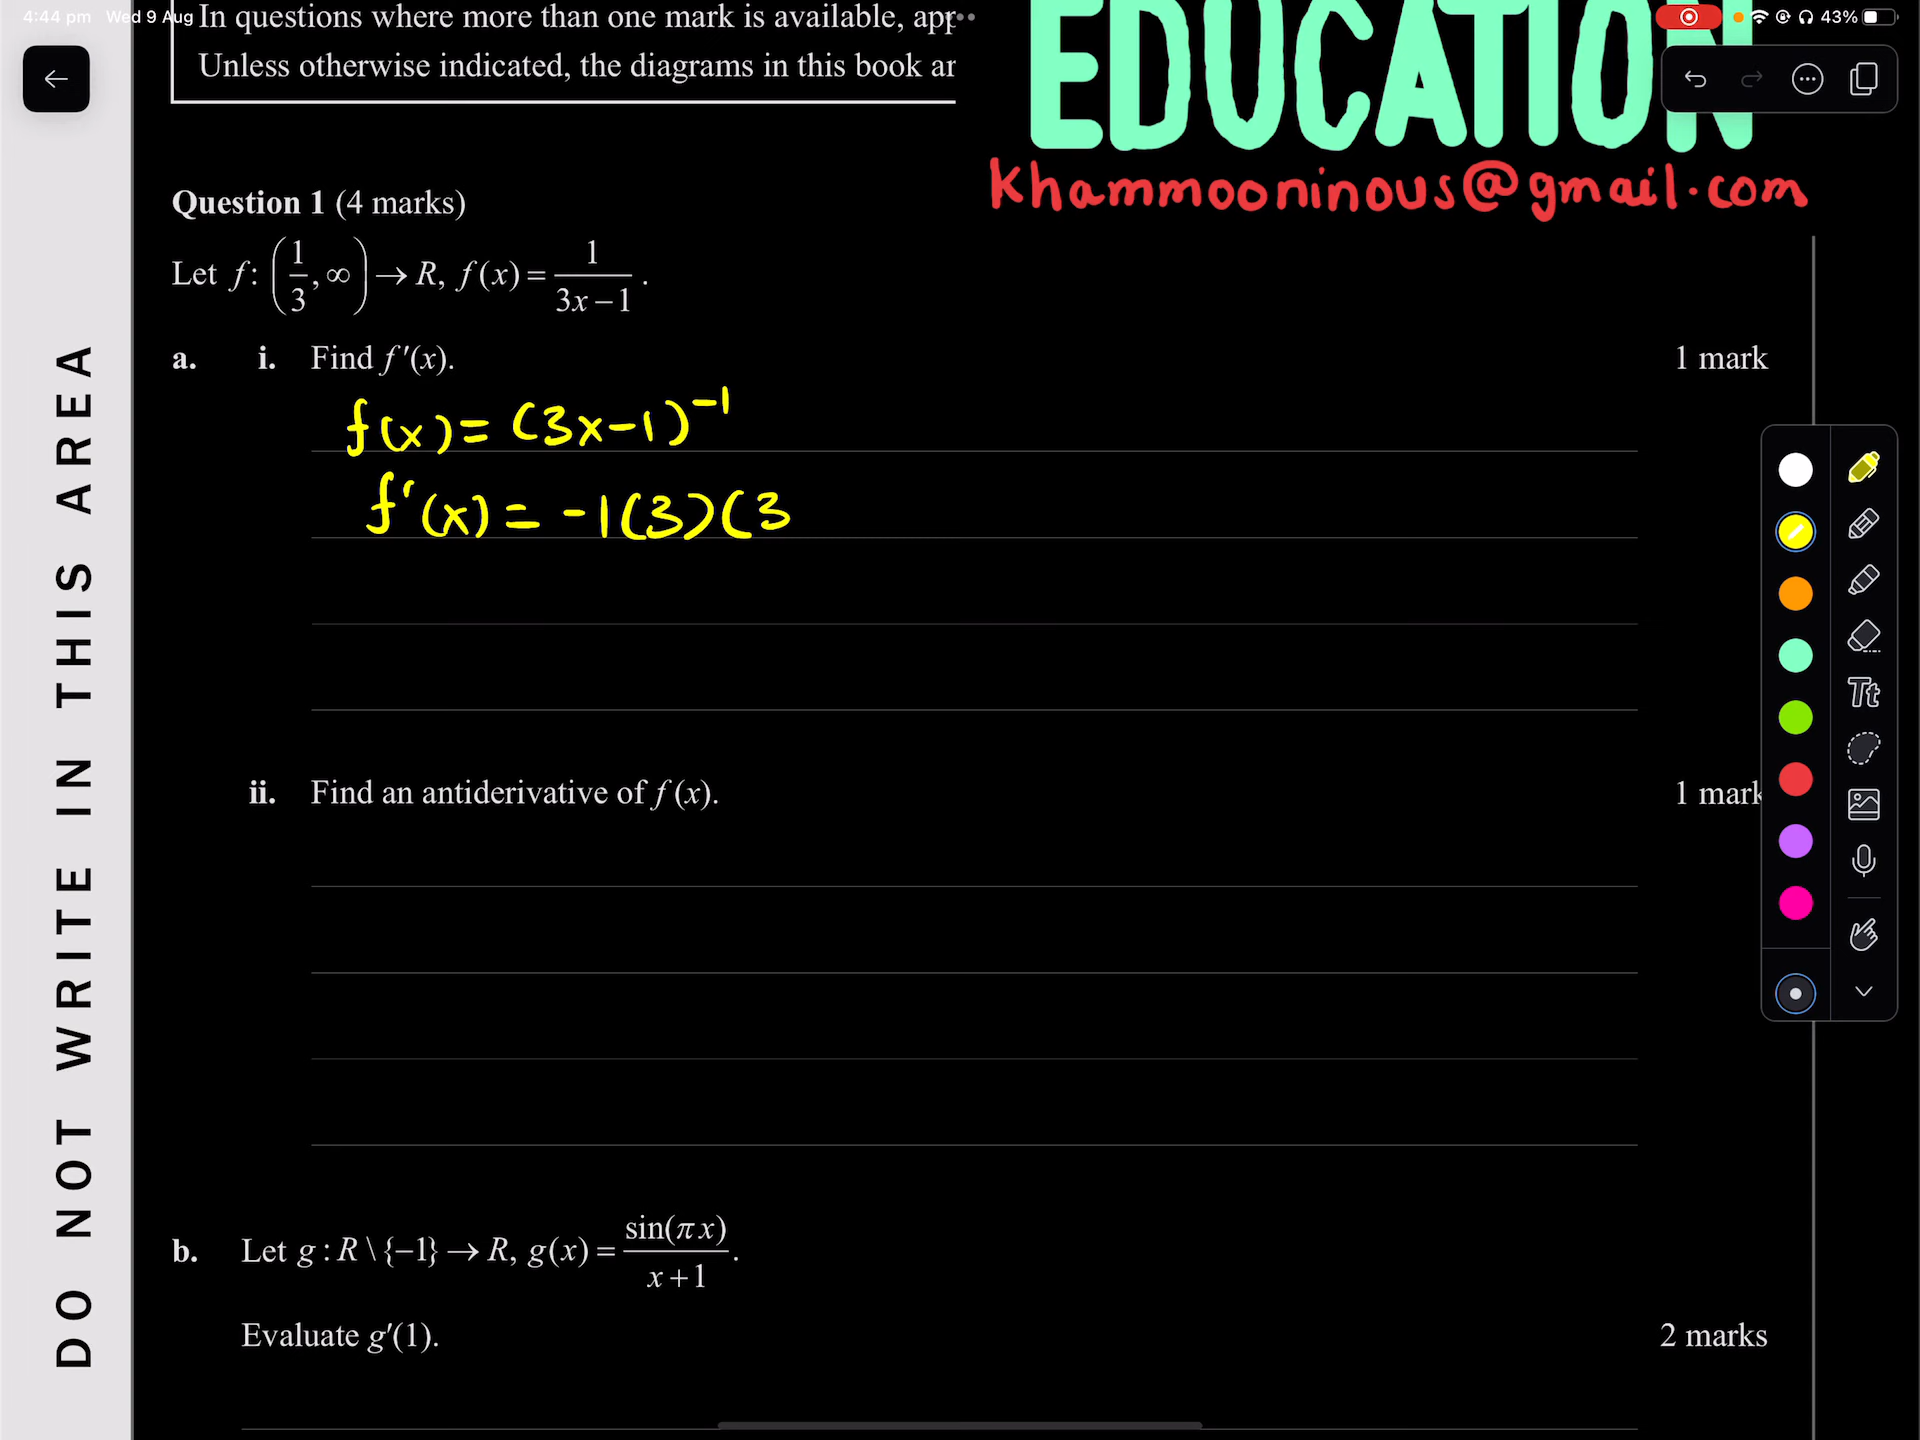 4:44 pm Wed 9 Aug
43%
In questions where more than one mark is available, app
Unless otherwise indicated, the diagrams in this book ar
EDUCATION
khammooninous@gmail.com
DO NOT WRITE IN THIS AREA
Question 1 (4 marks)
Let f: (1/3, ∞) → R, f(x) = 1/(3x − 1).
a. i. Find f′(x). 1 mark
f(x) = (3x-1)⁻¹
f'(x) = -1(3)(3
ii. Find an antiderivative of f(x). 1 mark
b. Let g : R \ {−1} → R, g(x) = sin(πx)/(x + 1).
Evaluate g′(1). 2 marks
Tt